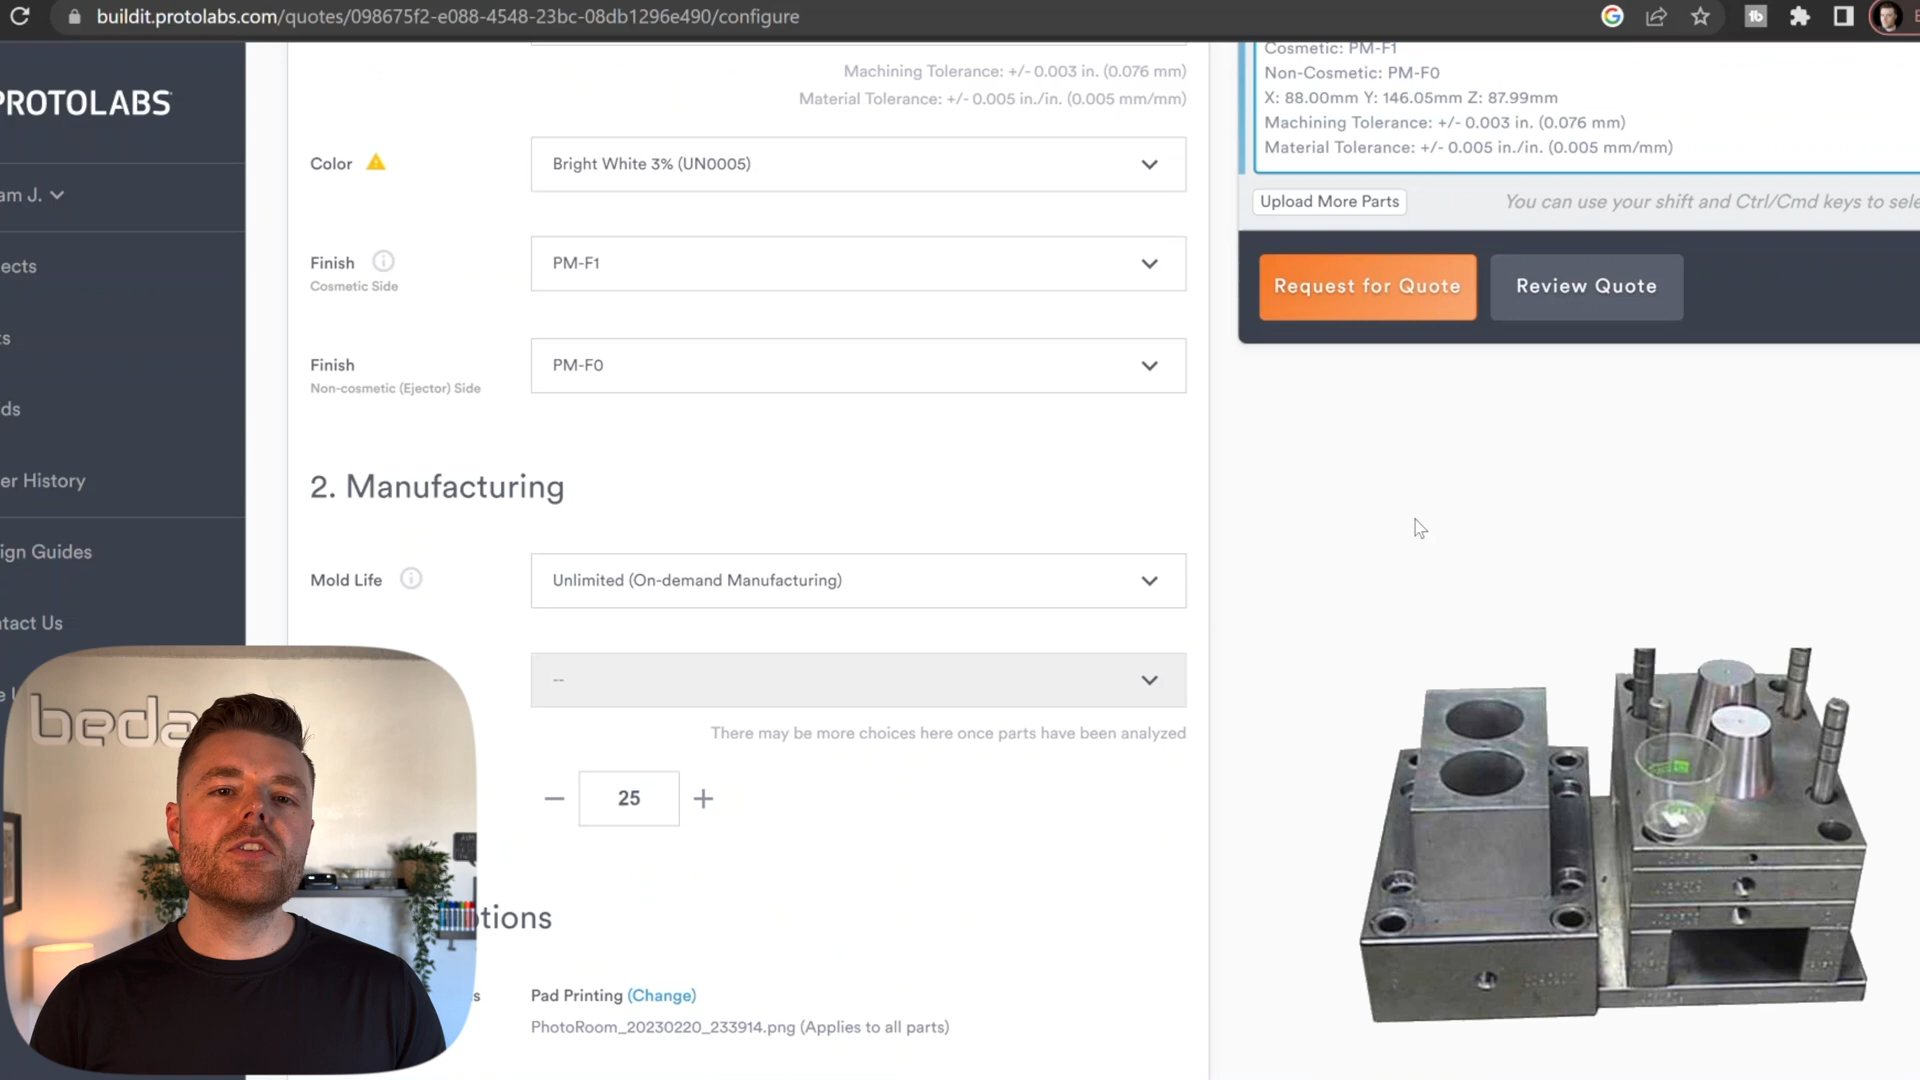 buildit.protolabs.com/quotes/098675f2-e088-4548-23bc-08db1296e490/configure
PROTOLABS
am J.
ects
ts
ds
er History
ign Guides
tact Us
Machining Tolerance: +/- 0.003 in. (0.076 mm)
Material Tolerance: +/- 0.005 in./in. (0.005 mm/mm)
Color
Bright White 3% (UN0005)
Finish
Cosmetic Side
PM-F1
Finish
Non-cosmetic (Ejector) Side
PM-F0
2. Manufacturing
Mold Life
Unlimited (On-demand Manufacturing)
--
There may be more choices here once parts have been analyzed
− 25 +
tions
s
Pad Printing (Change)
PhotoRoom_20230220_233914.png (Applies to all parts)
Cosmetic: PM-F1
Non-Cosmetic: PM-F0
X: 88.00mm Y: 146.05mm Z: 87.99mm
Machining Tolerance: +/- 0.003 in. (0.076 mm)
Material Tolerance: +/- 0.005 in./in. (0.005 mm/mm)
Upload More Parts
You can use your shift and Ctrl/Cmd keys to sele
Request for Quote
Review Quote
beda